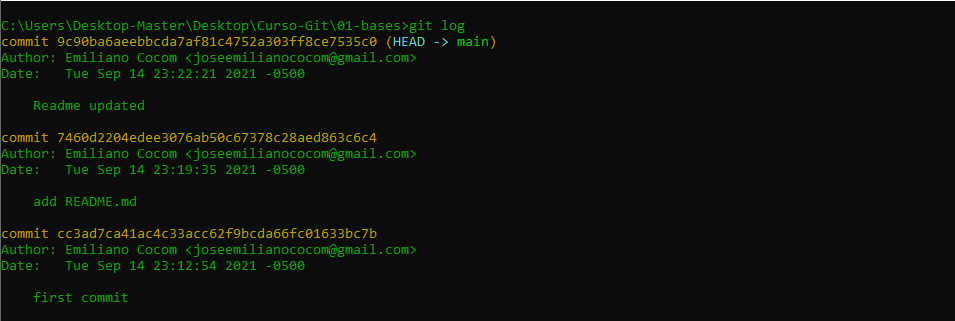 C:\Users\Desktop-Master\Desktop\Curso-Git\01-bases>git log
commit 9c90ba6aeebbcda7af81c4752a303ff8ce7535c0 (HEAD -> main)
Author: Emiliano Cocom <joseemilianococom@gmail.com>
Date:   Tue Sep 14 23:22:21 2021 -0500
    Readme updated
commit 7460d2204edee3076ab50c67378c28aed863c6c4
Author: Emiliano Cocom <joseemilianococom@gmail.com>
Date:   Tue Sep 14 23:19:35 2021 -0500
    add README.md
commit cc3ad7ca41ac4c33acc62f9bcda66fc01633bc7b
Author: Emiliano Cocom <joseemilianococom@gmail.com>
Date:   Tue Sep 14 23:12:54 2021 -0500
    first commit